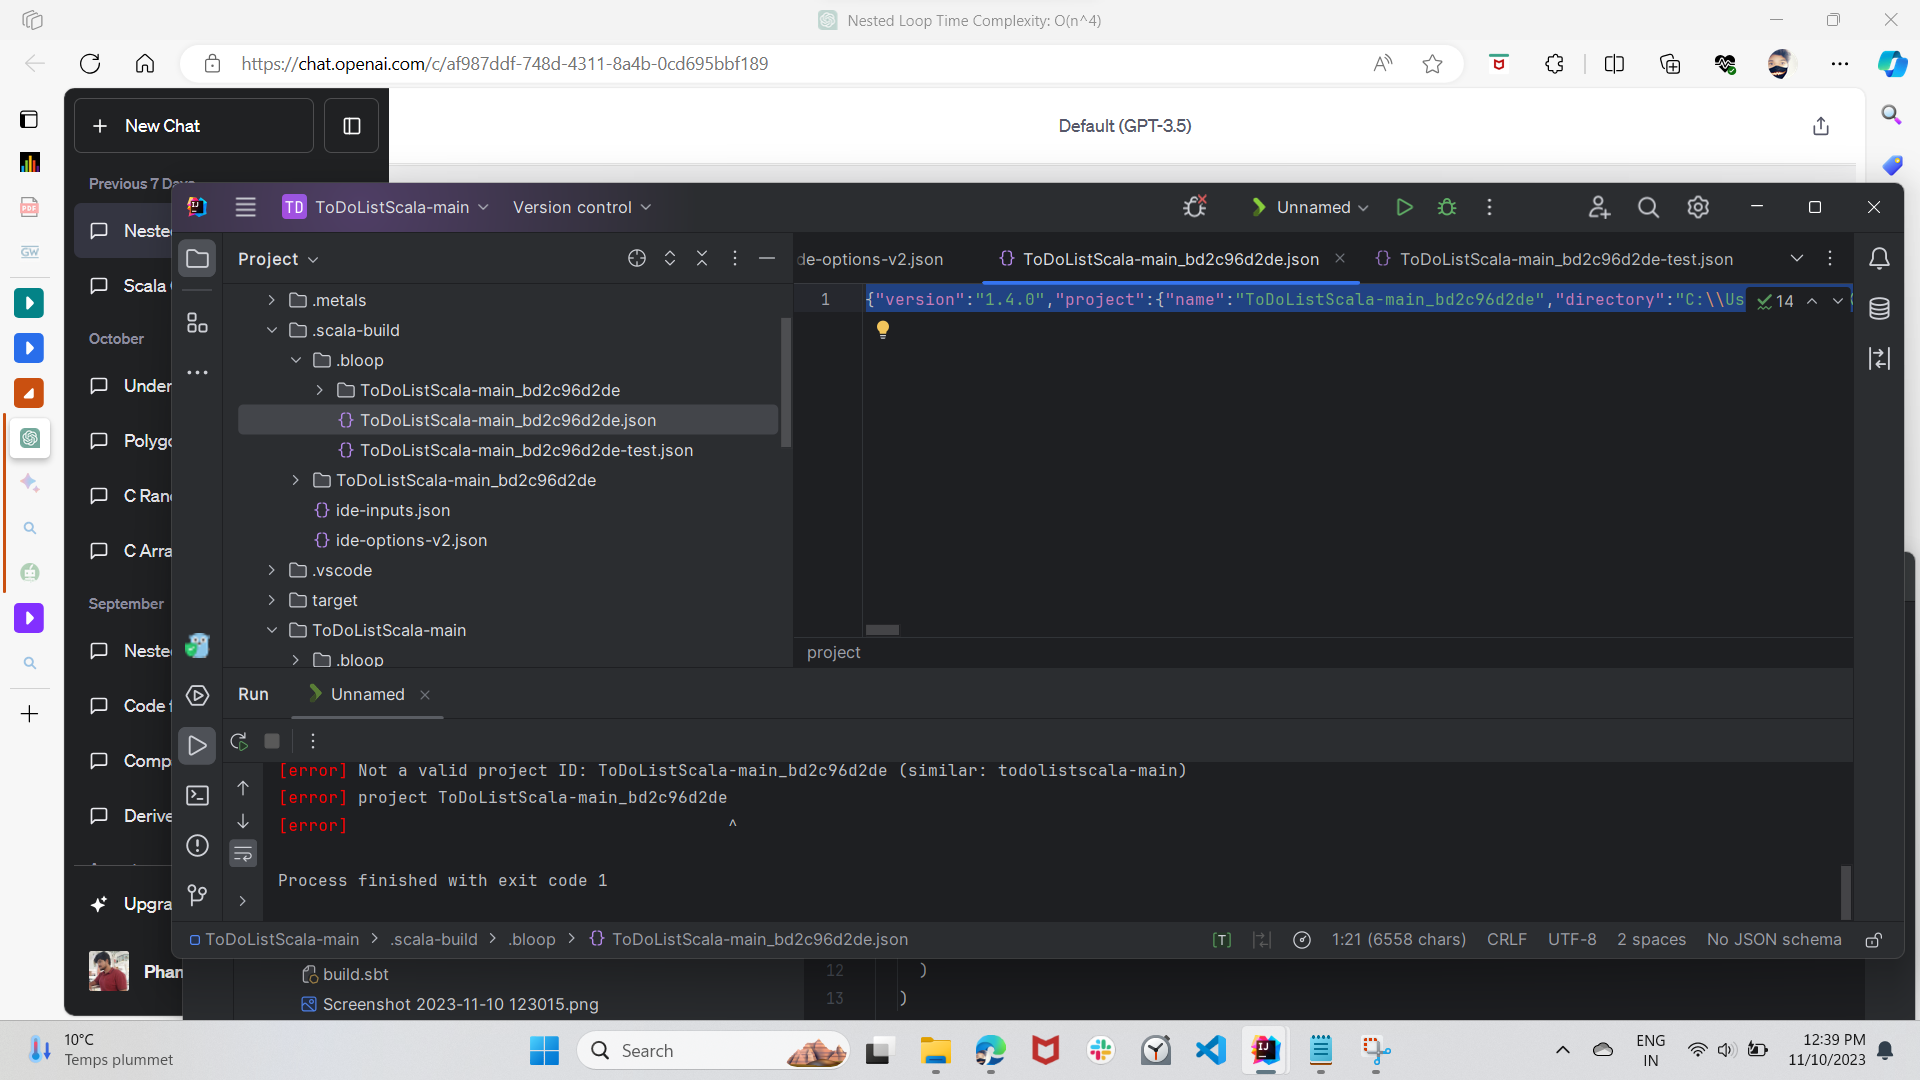 Nested Loop Time Complexity: O(n^4)
https://chat.openai.com/c/af987ddf-748d-4311-8a4b-0cd695bbf189
New Chat
Default (GPT-3.5)
Previous 7 Days
TD ToDoListScala-main
Version control
Unnamed
Neste
Project
de-options-v2.json
ToDoListScala-main_bd2c96d2de.json
ToDoListScala-main_bd2c96d2de-test.json
Scala
.metals
1 {"version":"1.4.0","project":{"name":"ToDoListScala-main_bd2c96d2de","directory":"C:\\Us
14
.scala-build
October
.bloop
Under
ToDoListScala-main_bd2c96d2de
ToDoListScala-main_bd2c96d2de.json
Polygo
ToDoListScala-main_bd2c96d2de-test.json
ToDoListScala-main_bd2c96d2de
C Ran
ide-inputs.json
ide-options-v2.json
C Arra
.vscode
target
September
ToDoListScala-main
Neste
.bloop
project
Run
Unnamed
Code
Comp
[error] Not a valid project ID: ToDoListScala-main_bd2c96d2de (similar: todolistscala-main)
[error] project ToDoListScala-main_bd2c96d2de
Derive
[error] ^
Process finished with exit code 1
Upgra
ToDoListScala-main > .scala-build > .bloop > ToDoListScala-main_bd2c96d2de.json
[T]
1:21 (6558 chars)
CRLF
UTF-8
2 spaces
No JSON schema
Phan
build.sbt
12 )
Screenshot 2023-11-10 123015.png
13 )
10°C
Temps plummet
Search
ENG
IN
12:39 PM
11/10/2023